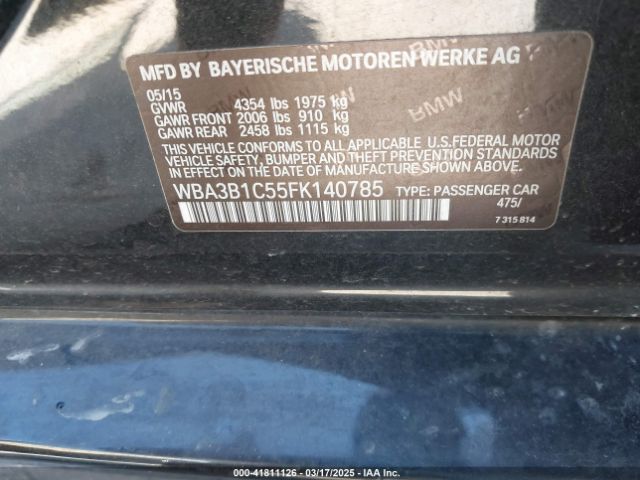 MFD BY BAYERISCHE MOTOREN WERKE AG
05/15
GVWR 4354 lbs 1975 kg
GAWR FRONT 2006 lbs 910 kg
GAWR REAR 2458 lbs 1115 kg
THIS VEHICLE CONFORMS TO ALL APPLICABLE U.S.FEDERAL MOTOR
VEHICLE SAFETY, BUMPER AND THEFT PREVENTION STANDARDS
IN EFFECT ON THE DATE OF MANUFACTURE SHOWN ABOVE.
WBA3B1C55FK140785 TYPE: PASSENGER CAR
475/
7 315 814
BMW
BMW
000-41811126 - 03/17/2025 - IAA Inc.